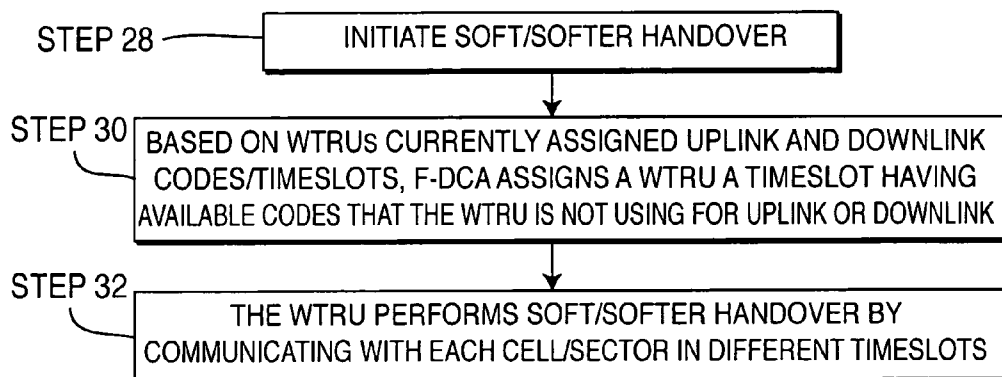 STEP 28
INITIATE SOFT/SOFTER HANDOVER
STEP 30
BASED ON WTRUs CURRENTLY ASSIGNED UPLINK AND DOWNLINK
CODES/TIMESLOTS, F-DCA ASSIGNS A WTRU A TIMESLOT HAVING
AVAILABLE CODES THAT THE WTRU IS NOT USING FOR UPLINK OR DOWNLINK
STEP 32
THE WTRU PERFORMS SOFT/SOFTER HANDOVER BY
COMMUNICATING WITH EACH CELL/SECTOR IN DIFFERENT TIMESLOTS